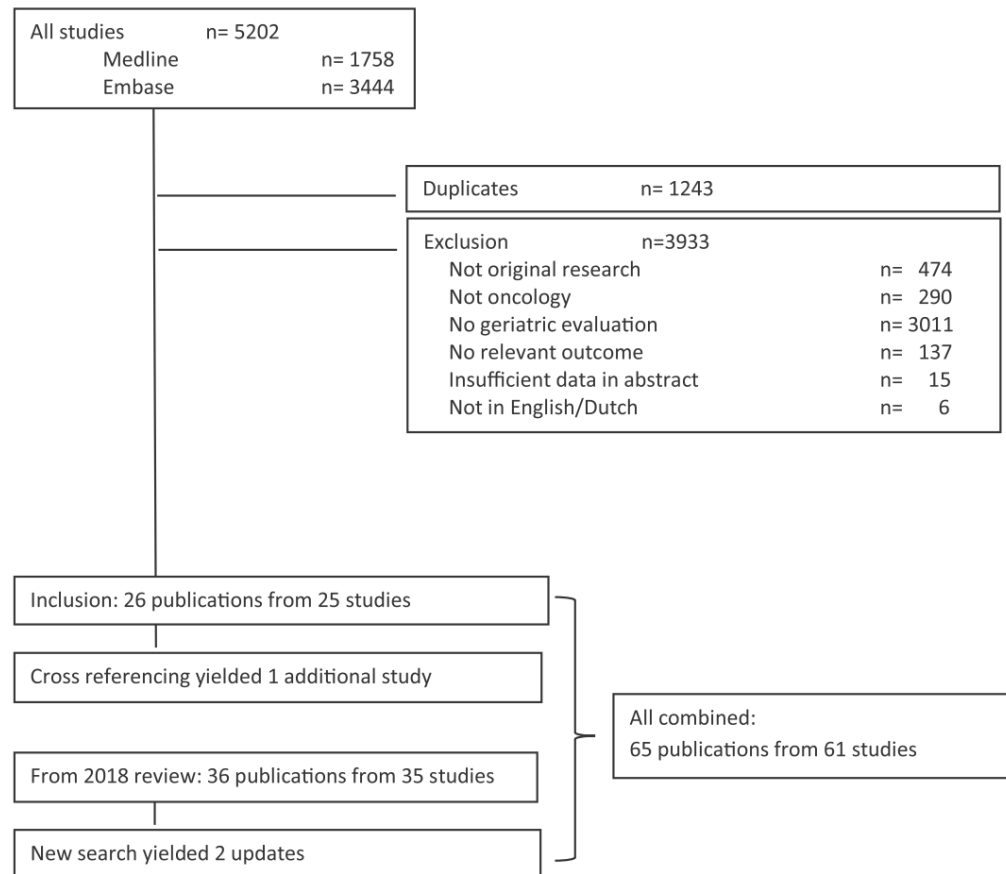 All studies n= 5202
Medline n= 1758
Embase n= 3444
Duplicates n= 1243
Exclusion n=3933
Not original research n= 474
Not oncology n= 290
No geriatric evaluation n= 3011
No relevant outcome n= 137
Insufficient data in abstract n= 15
Not in English/Dutch n= 6
Inclusion: 26 publications from 25 studies
Cross referencing yielded 1 additional study
From 2018 review: 36 publications from 35 studies
New search yielded 2 updates
All combined:
65 publications from 61 studies